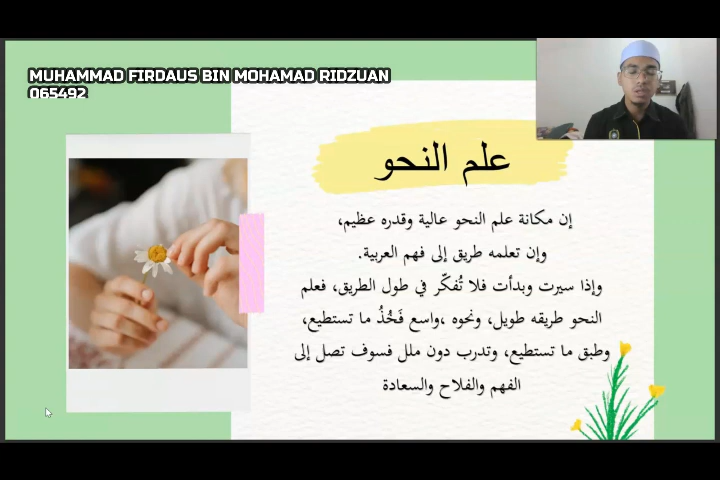 MUHAMMAD FIRDAUS BIN MOHAMAD RIDZUAN
065492
علم النحو
إن مكانة علم النحو عالية وقدره عظيم،
وإن تعلمه طريق إلى فهم العربية.
وإذا سيرت وبدأت فلا تُفكّر في طول الطريق، فعلم
النحو طريقه طويل، ونحوه ،واسع فَخُذُ ما تستطيع،
وطبق ما تستطيع، وتدرب دون ملل فسوف تصل إلى
الفهم والفلاح والسعادة